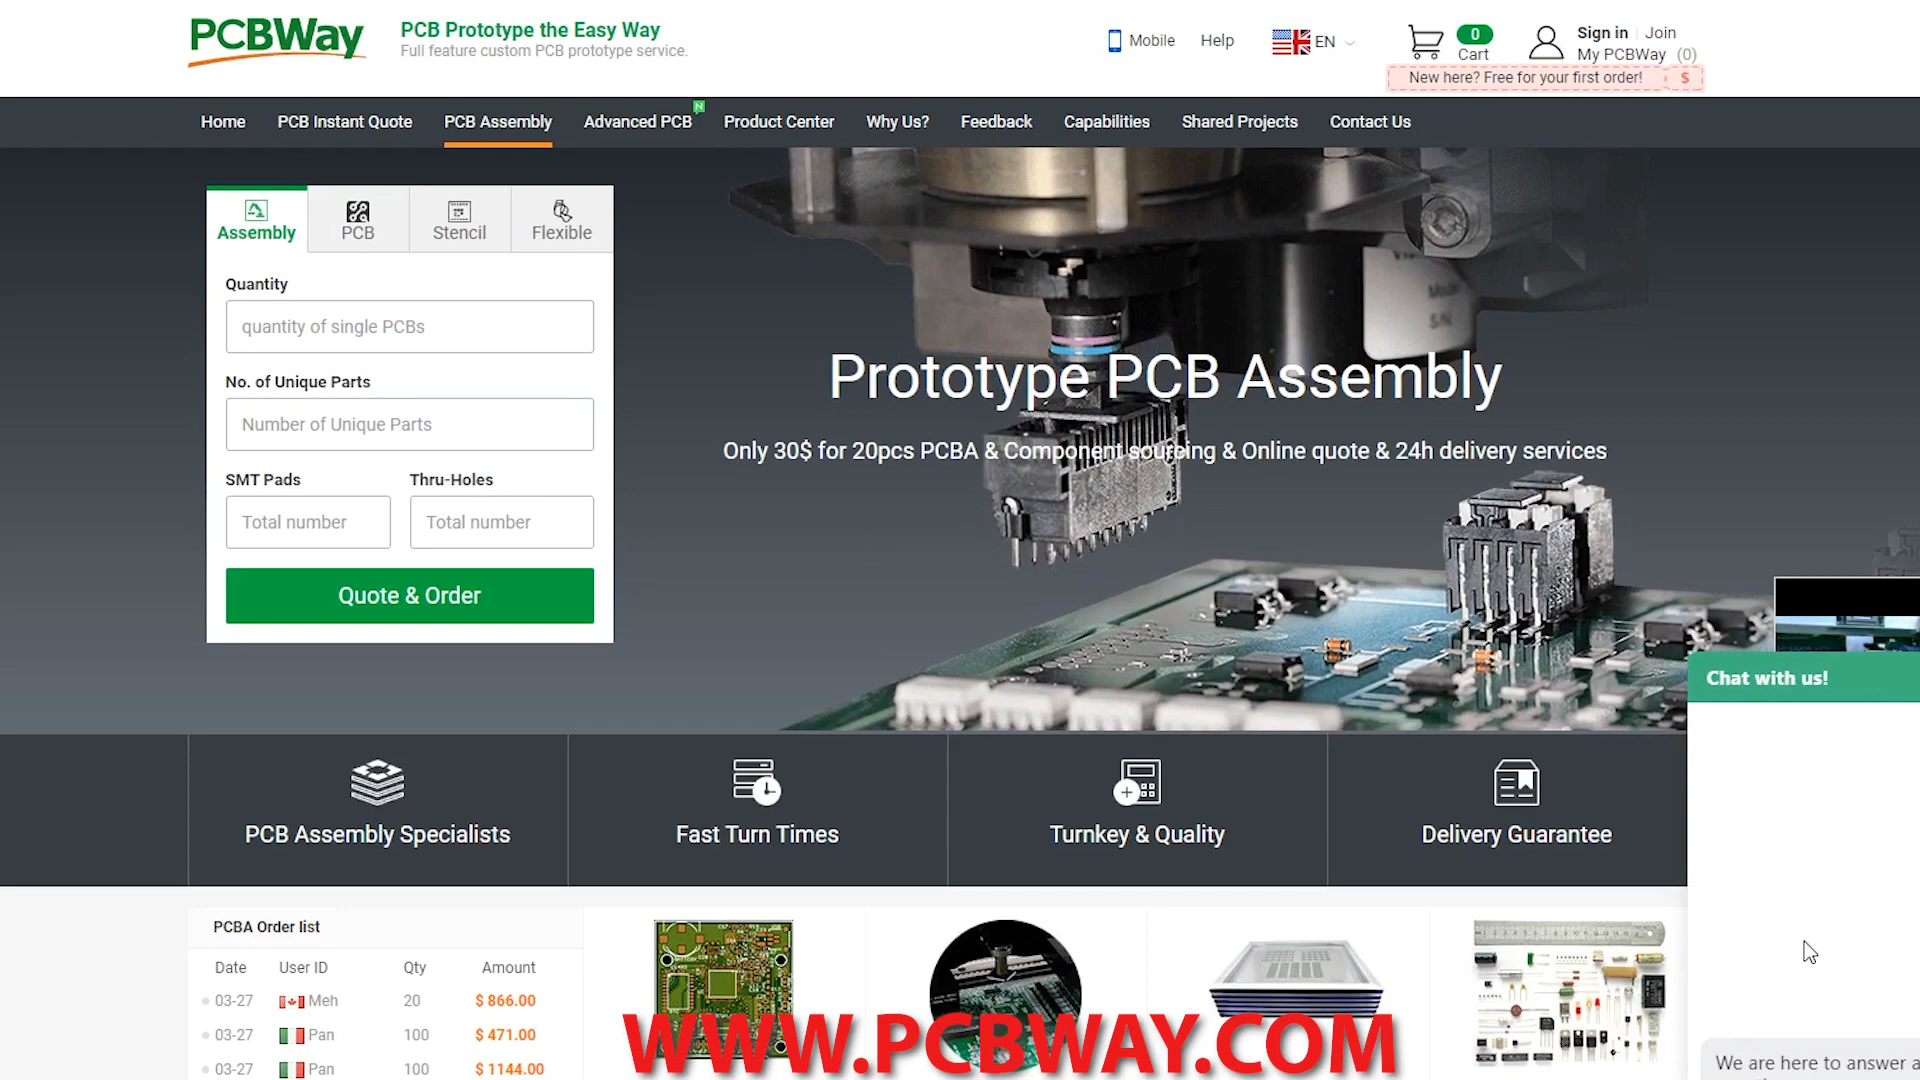 PCBWay
PCB Prototype the Easy Way
Full feature custom PCB prototype service.
Mobile
Help
EN
0
Cart
Sign in | Join
My PCBWay (0)
New here? Free for your first order! $
Home
PCB Instant Quote
PCB Assembly
Advanced PCB
N
Product Center
Why Us?
Feedback
Capabilities
Shared Projects
Contact Us
Assembly
PCB
Stencil
Flexible
Quantity
quantity of single PCBs
No. of Unique Parts
Number of Unique Parts
SMT Pads
Thru-Holes
Total number
Total number
Quote & Order
Prototype PCB Assembly
Only 30$ for 20pcs PCBA & Component sourcing & Online quote & 24h delivery services
Chat with us!
PCB Assembly Specialists
Fast Turn Times
Turnkey & Quality
Delivery Guarantee
PCBA Order list
Date User ID Qty Amount
03-27 Meh 20 $ 866.00
03-27 Pan 100 $ 471.00
03-27 Pan 100 $ 1144.00
WWW.PCBWAY.COM
We are here to answer a